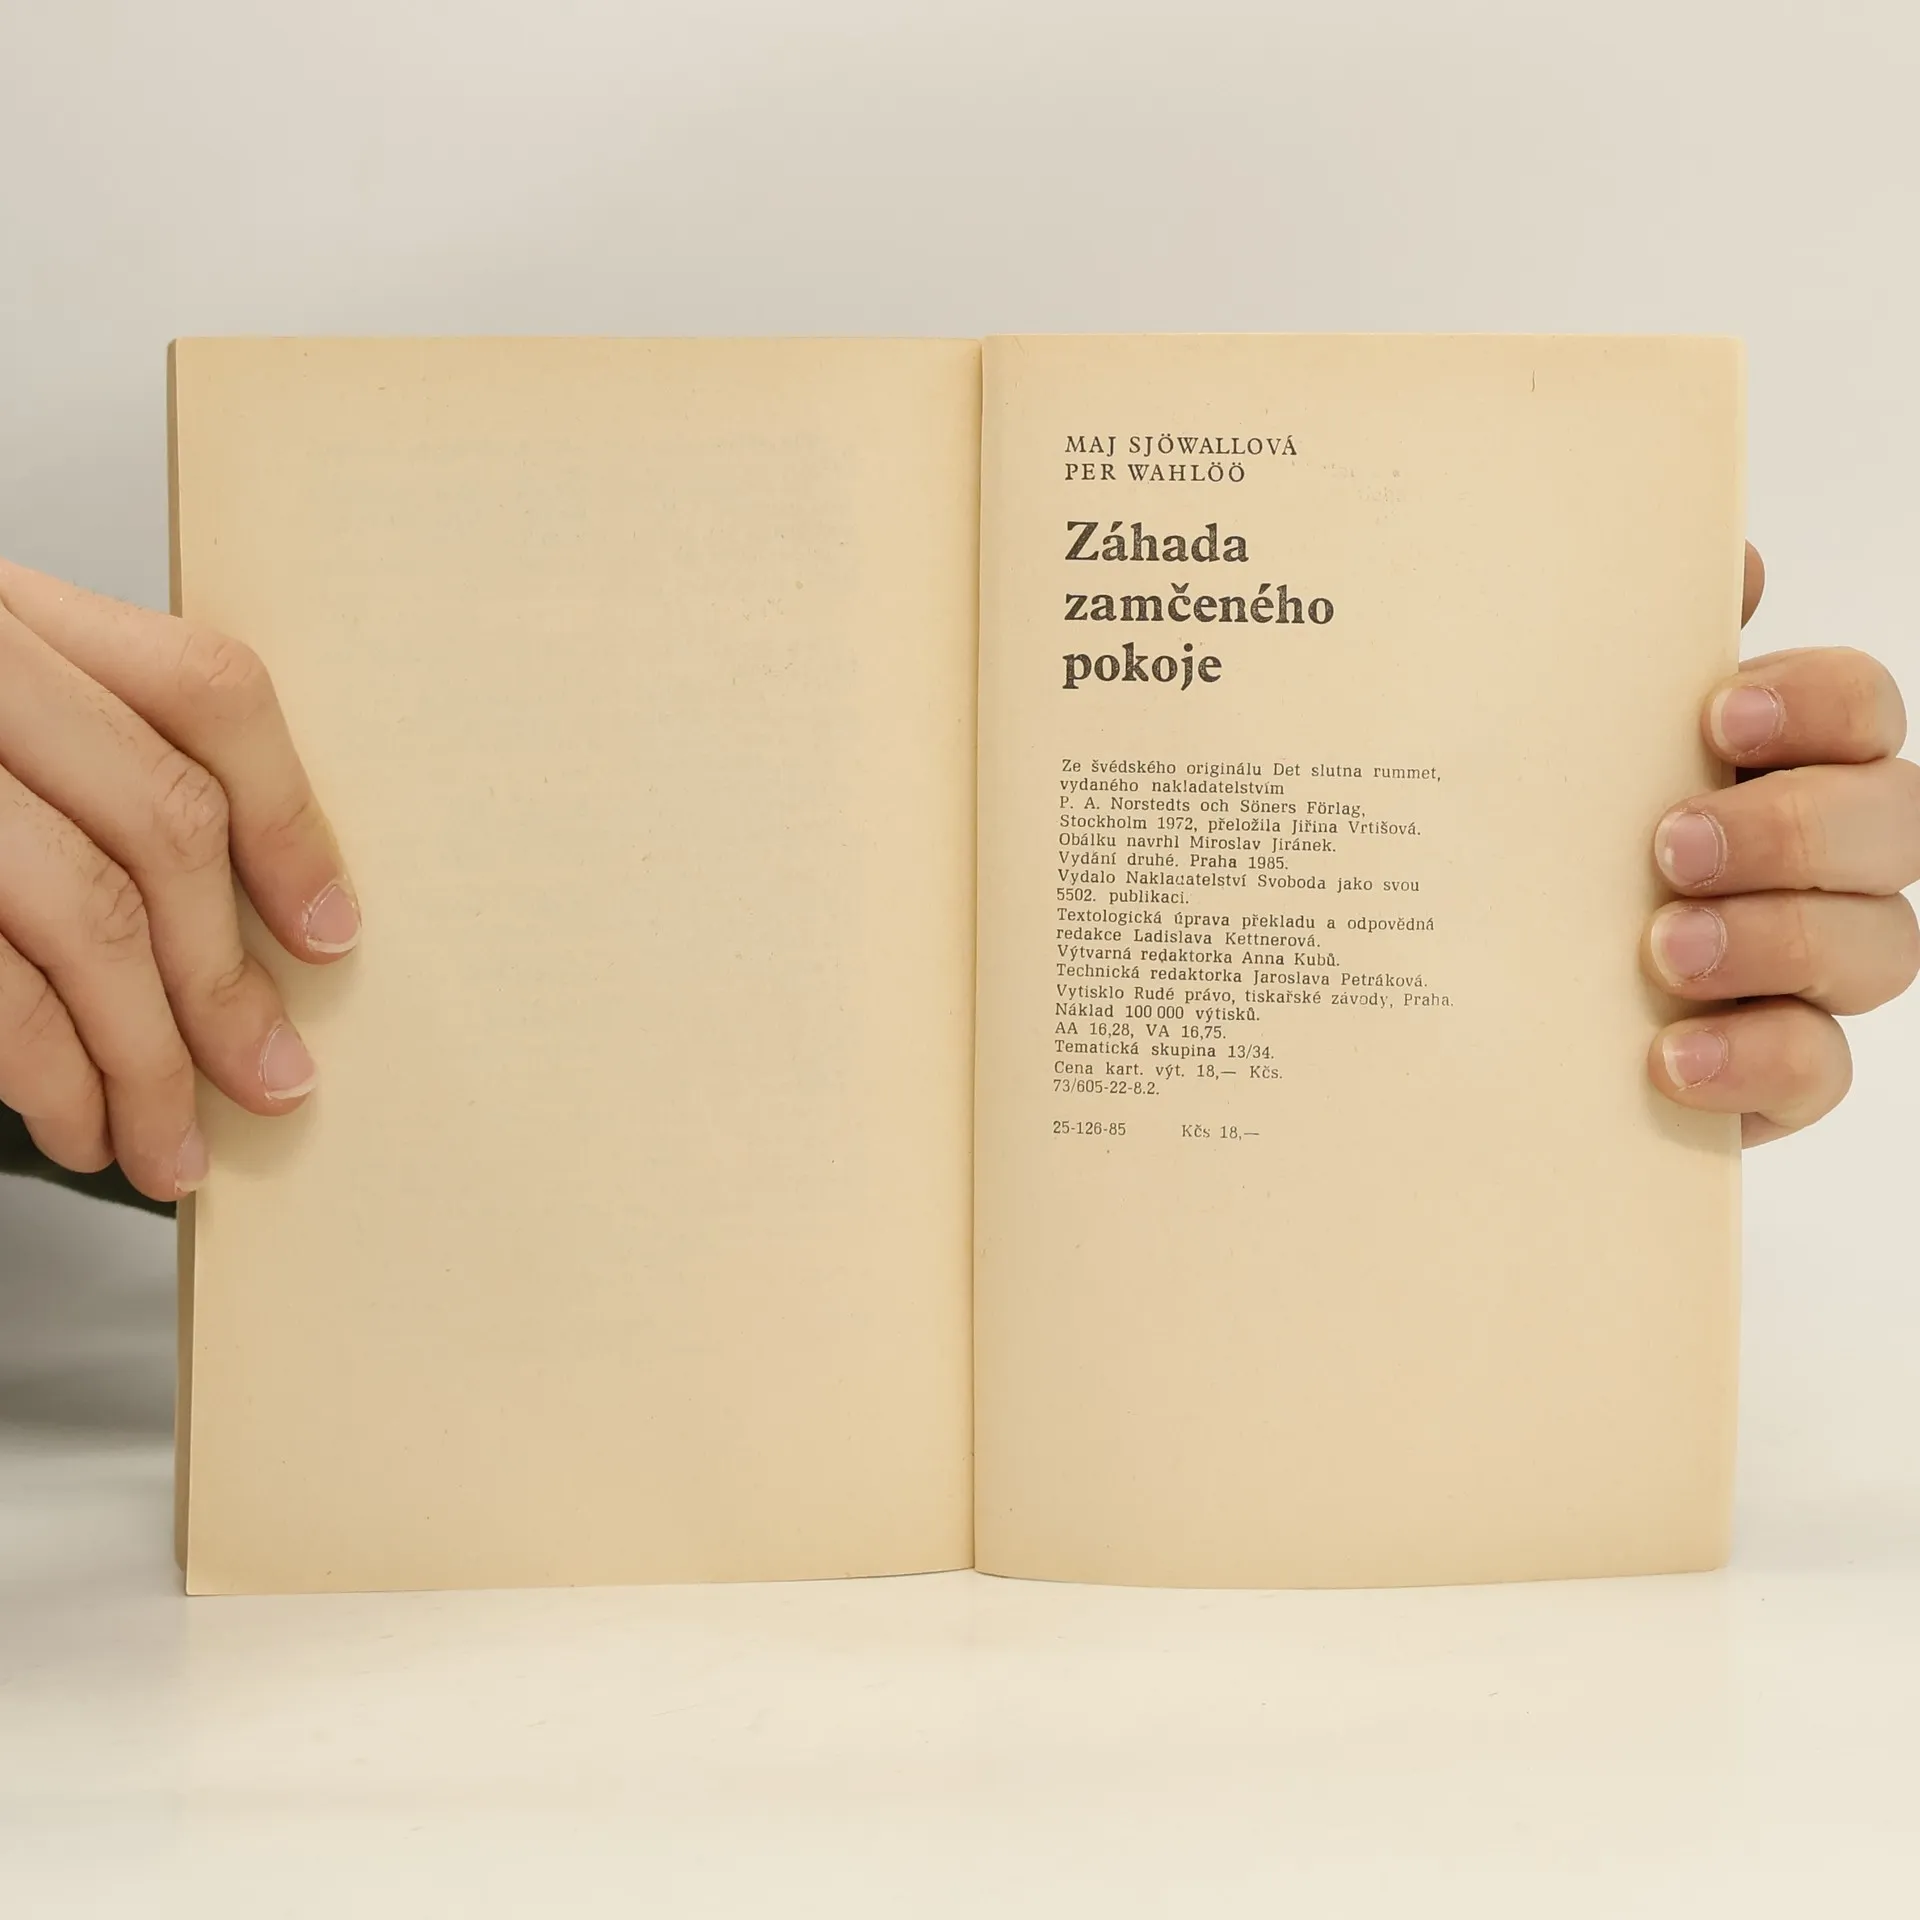 MAJ SJÖWALLOVÁ
PER WAHLÖÖ
Záhada
zamčeného
pokoje
Ze švédského originálu Det slutna rummet,
vydaného nakladatelstvím
P. A. Norstedts och Söners Förlag,
Stockholm 1972, přeložila Jiřina Vrtišová.
Obálku navrhl Miroslav Jiránek.
Vydání druhé. Praha 1985.
Vydalo Nakladatelství Svoboda jako svou
5502. publikaci.
Textologická úprava překladu a odpovědná
redakce Ladislava Kettnerová.
Výtvarná redaktorka Anna Kubů.
Technická redaktorka Jaroslava Petráková.
Vytisklo Rudé právo, tiskařské závody, Praha.
Náklad 100 000 výtisků.
AA 16,28, VA 16,75.
Tematická skupina 13/34.
Cena kart. výt. 18,— Kčs.
73/605-22-8.2.
25-126-85 Kčs 18,—